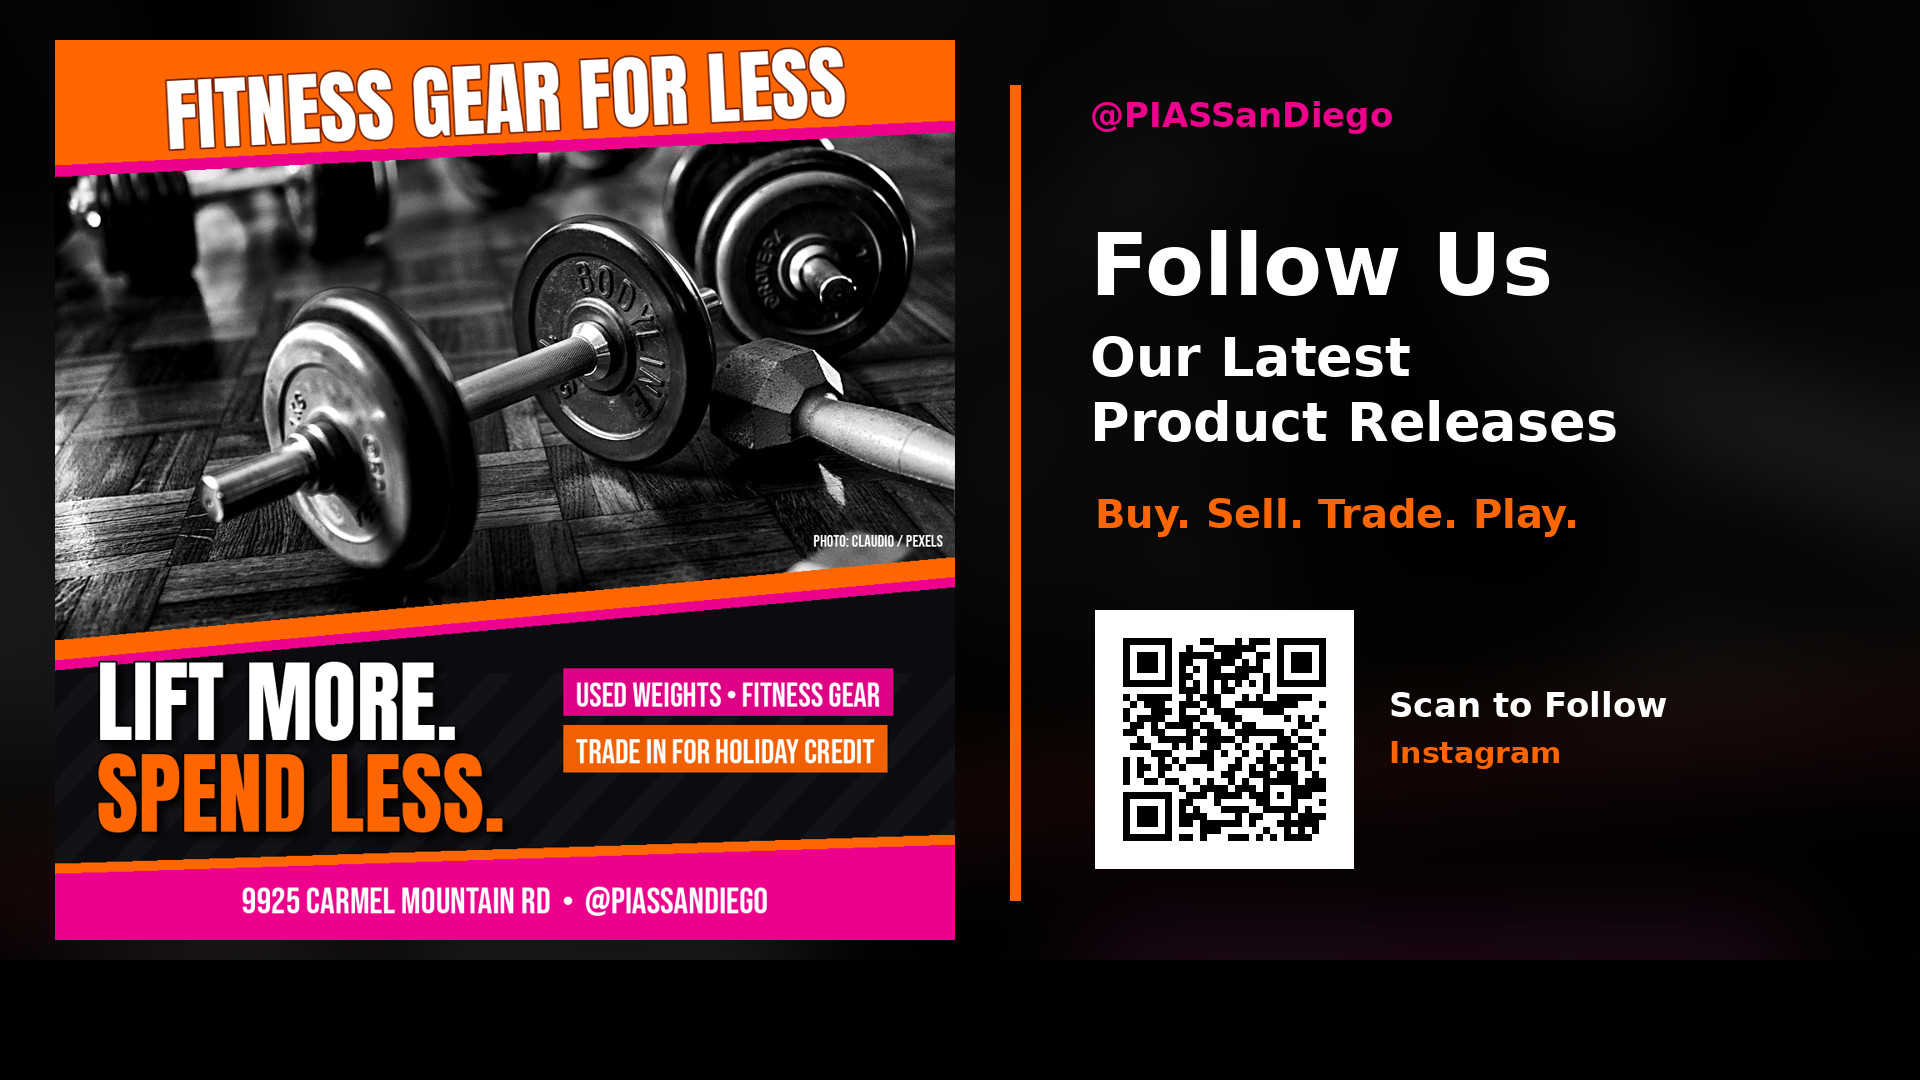 FITNESS GEAR FOR LESS
BODYLINE
PHOTO: CLAUDIO / PEXELS
LIFT MORE.
SPEND LESS.
USED WEIGHTS • FITNESS GEAR
TRADE IN FOR HOLIDAY CREDIT
9925 CARMEL MOUNTAIN RD • @PIASSANDIEGO
@PIASSanDiego
Follow Us
Our Latest
Product Releases
Buy. Sell. Trade. Play.
Scan to Follow
Instagram